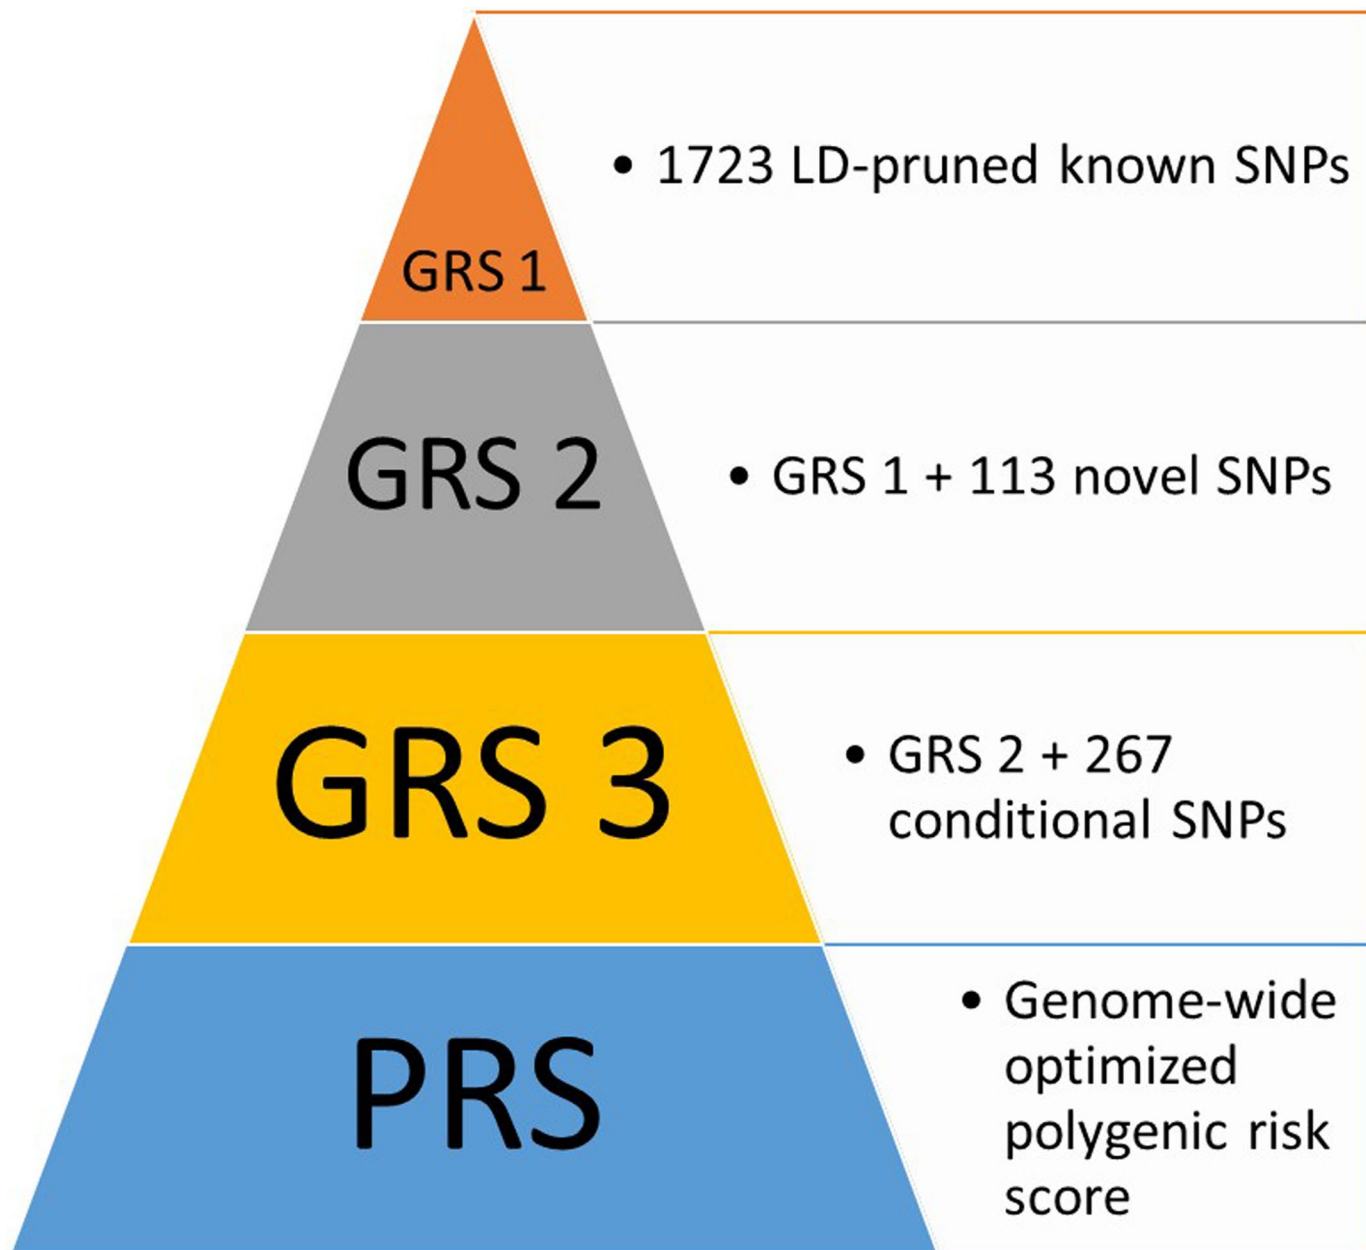 • 1723 LD-pruned known SNPs
GRS 1
GRS 2
• GRS 1 + 113 novel SNPs
GRS 3
• GRS 2 + 267
conditional SNPs
PRS
• Genome-wide
optimized
polygenic risk
score